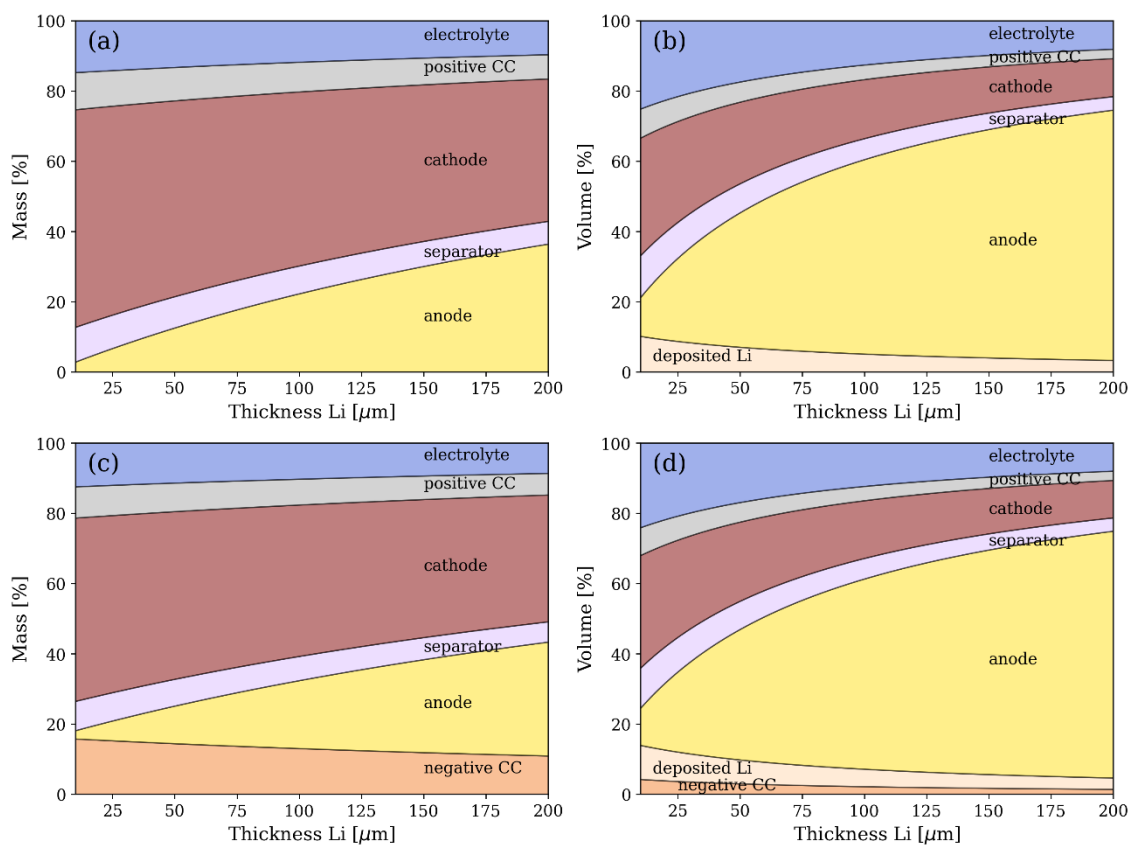 (a)
electrolyte
positive CC
cathode
separator
anode
Mass [%]
100
80
60
40
20
0
25 50 75 100 125 150 175 200
Thickness Li [μm]
(b)
electrolyte
positive CC
cathode
separator
anode
deposited Li
Volume [%]
100
80
60
40
20
0
25 50 75 100 125 150 175 200
Thickness Li [μm]
(c)
electrolyte
positive CC
cathode
separator
anode
negative CC
Mass [%]
100
80
60
40
20
0
25 50 75 100 125 150 175 200
Thickness Li [μm]
(d)
electrolyte
positive CC
cathode
separator
anode
deposited Li
negative CC
Volume [%]
100
80
60
40
20
0
25 50 75 100 125 150 175 200
Thickness Li [μm]